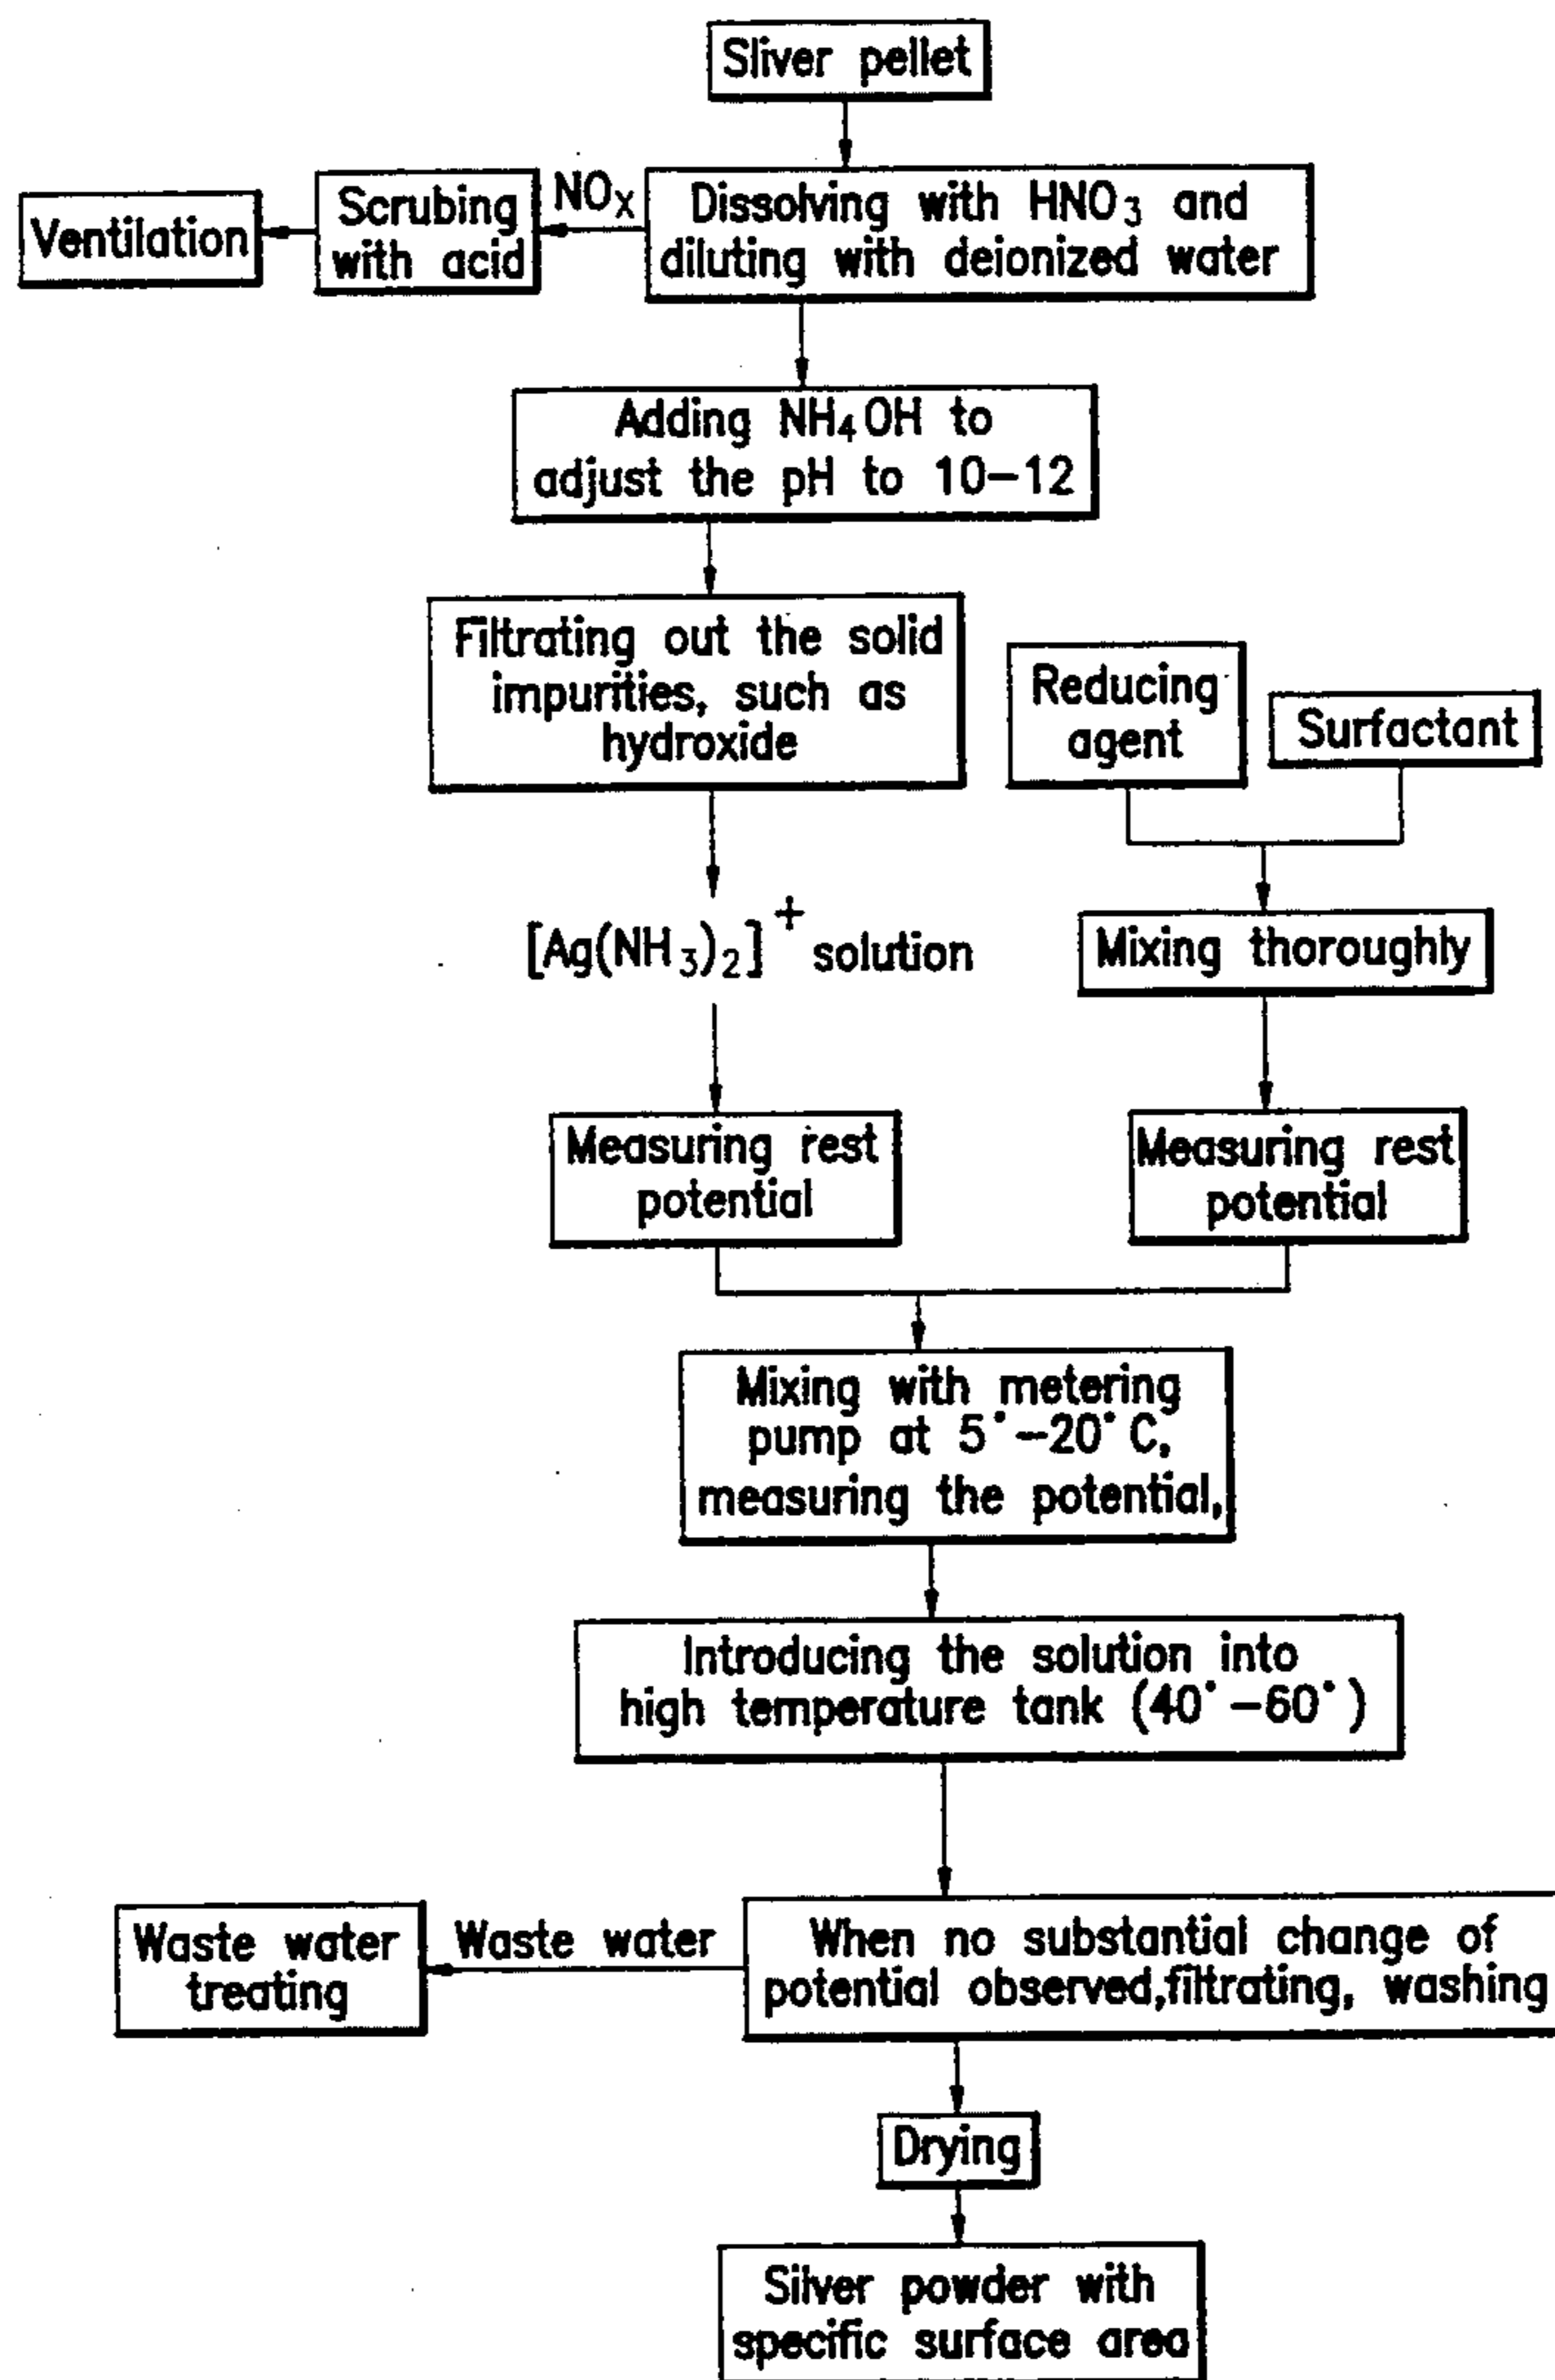 Sliver pellet
Dissolving with HNO₃ and
diluting with deionized water
NOx
Scrubing
with acid
Ventilation
Adding NH₄OH to
adjust the pH to 10-12
Filtrating out the solid
impurities, such as
hydroxide
Reducing
agent
Surfactant
[Ag(NH₃)₂]⁺ solution
Mixing thoroughly
Measuring rest
potential
Measuring rest
potential
Mixing with metering
pump at 5°-20°C,
measuring the potential,
Introducing the solution into
high temperature tank (40°-60°)
When no substantial change of
potential observed,filtrating, washing
Waste water
Waste water
treating
Drying
Silver powder with
specific surface area